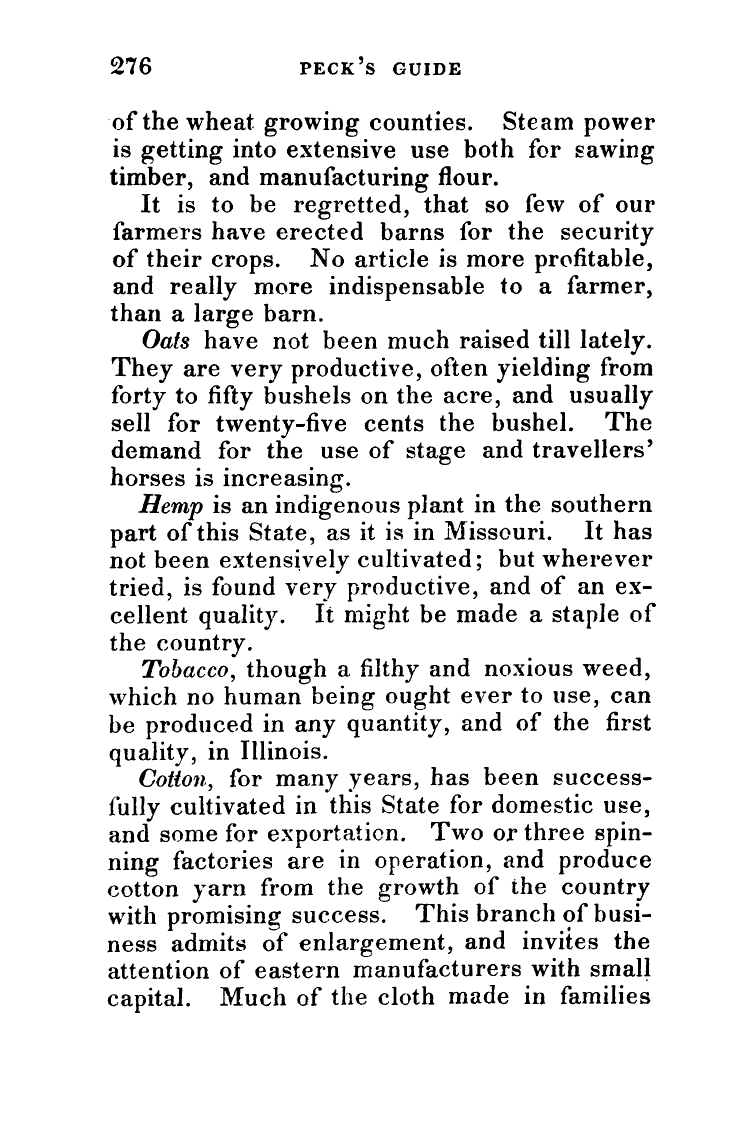 276 PECK'S GUIDE
of the wheat growing counties. Steam power
is getting into extensive use both for sawing
timber, and manufacturing flour.
It is to be regretted, that so few of our
farmers have erected barns for the security
of their crops. No article is more profitable,
and really more indispensable to a farmer,
than a large barn.
Oats have not been much raised till lately.
They are very productive, often yielding from
forty to fifty bushels on the acre, and usually
sell for twenty-five cents the bushel. The
demand for the use of stage and travellers'
horses is increasing.
Hemp is an indigenous plant in the southern
part of this State, as it is in Missouri. It has
not been extensively cultivated; but wherever
tried, is found very productive, and of an ex-
cellent quality. It might be made a staple of
the country.
Tobacco, though a filthy and noxious weed,
which no human being ought ever to use, can
be produced in any quantity, and of the first
quality, in Illinois.
Cotton, for many years, has been success-
fully cultivated in this State for domestic use,
and some for exportation. Two or three spin-
ning factories are in operation, and produce
cotton yarn from the growth of the country
with promising success. This branch of busi-
ness admits of enlargement, and invites the
attention of eastern manufacturers with small
capital. Much of the cloth made in families